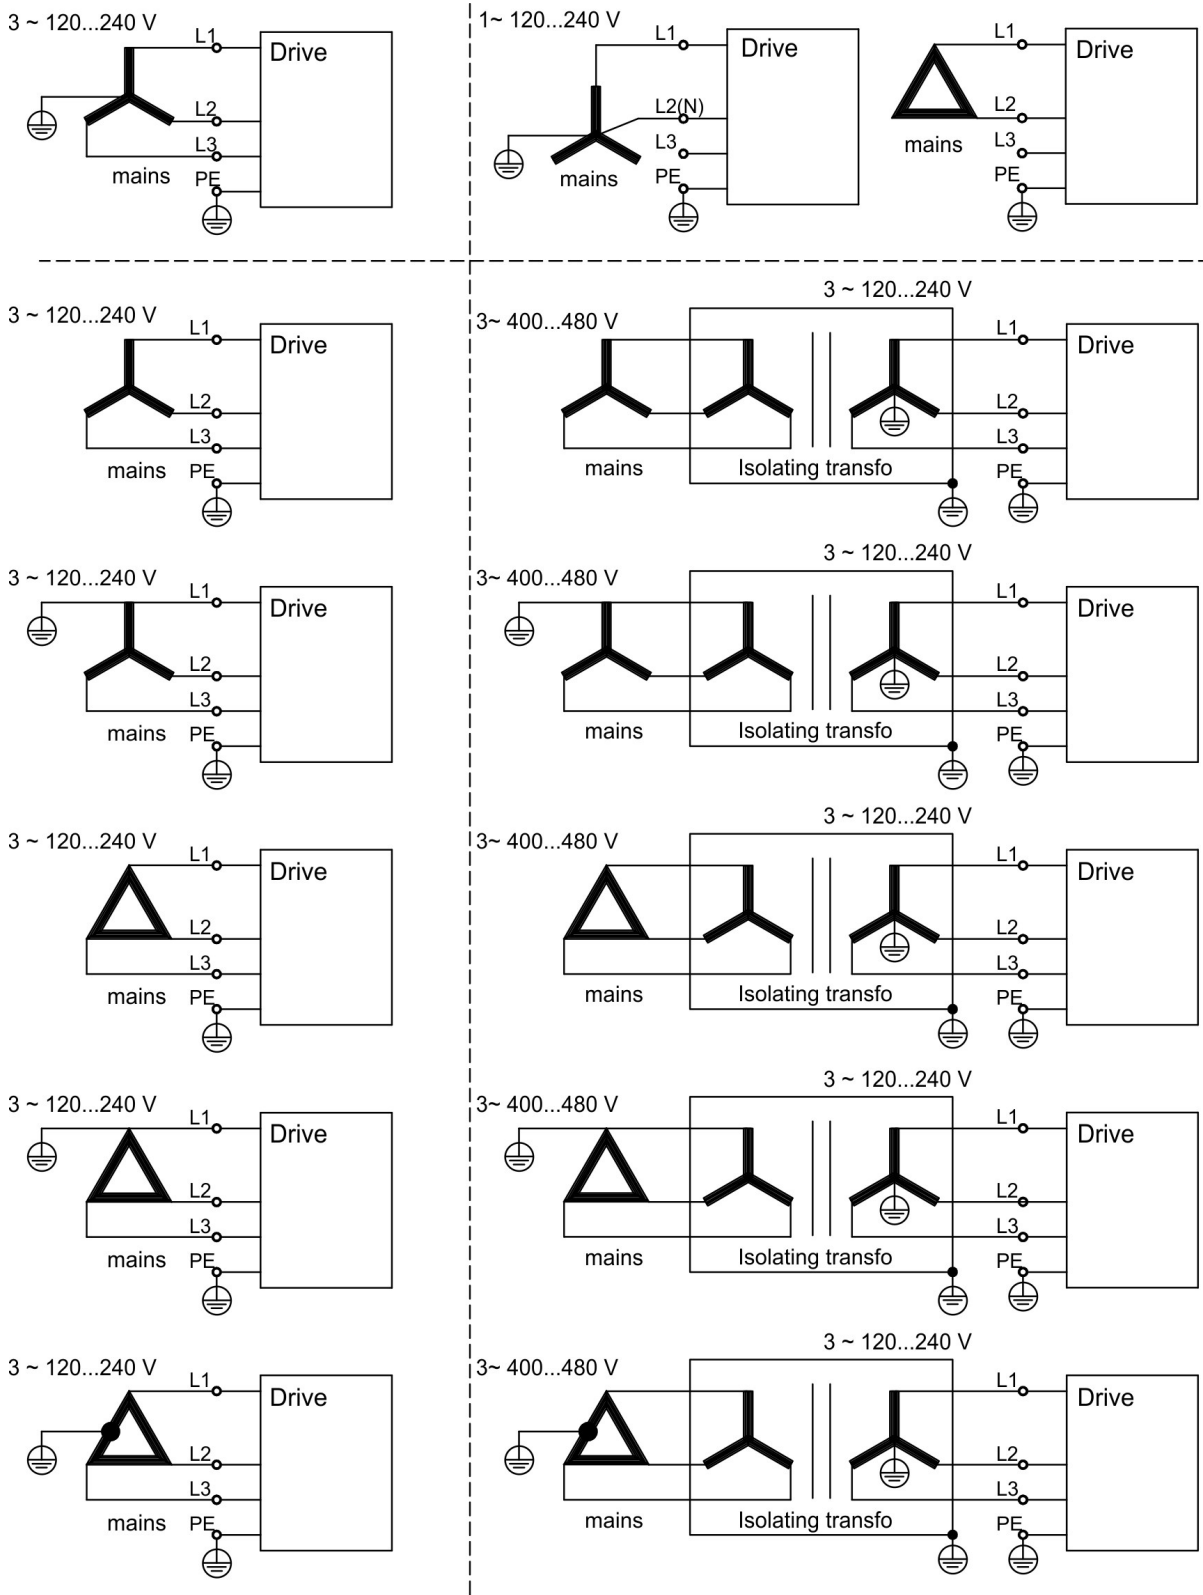 3 ~ 120...240 V
L1
Drive
L2
L3
mains
PE
1~ 120...240 V
L1
Drive
L2(N)
L3
mains
PE
L1
Drive
L2
mains
L3
PE
3 ~ 120...240 V
L1
Drive
L2
L3
mains
PE
3 ~ 120...240 V
3~ 400...480 V
L1
Drive
L2
L3
mains
Isolating transfo
PE
3 ~ 120...240 V
L1
Drive
L2
L3
mains
PE
3 ~ 120...240 V
3~ 400...480 V
L1
Drive
L2
L3
mains
Isolating transfo
PE
3 ~ 120...240 V
L1
Drive
L2
L3
mains
PE
3 ~ 120...240 V
3~ 400...480 V
L1
Drive
L2
L3
mains
Isolating transfo
PE
3 ~ 120...240 V
L1
Drive
L2
L3
mains
PE
3 ~ 120...240 V
3~ 400...480 V
L1
Drive
L2
L3
mains
Isolating transfo
PE
3 ~ 120...240 V
L1
Drive
L2
L3
mains
PE
3 ~ 120...240 V
3~ 400...480 V
L1
Drive
L2
L3
mains
Isolating transfo
PE